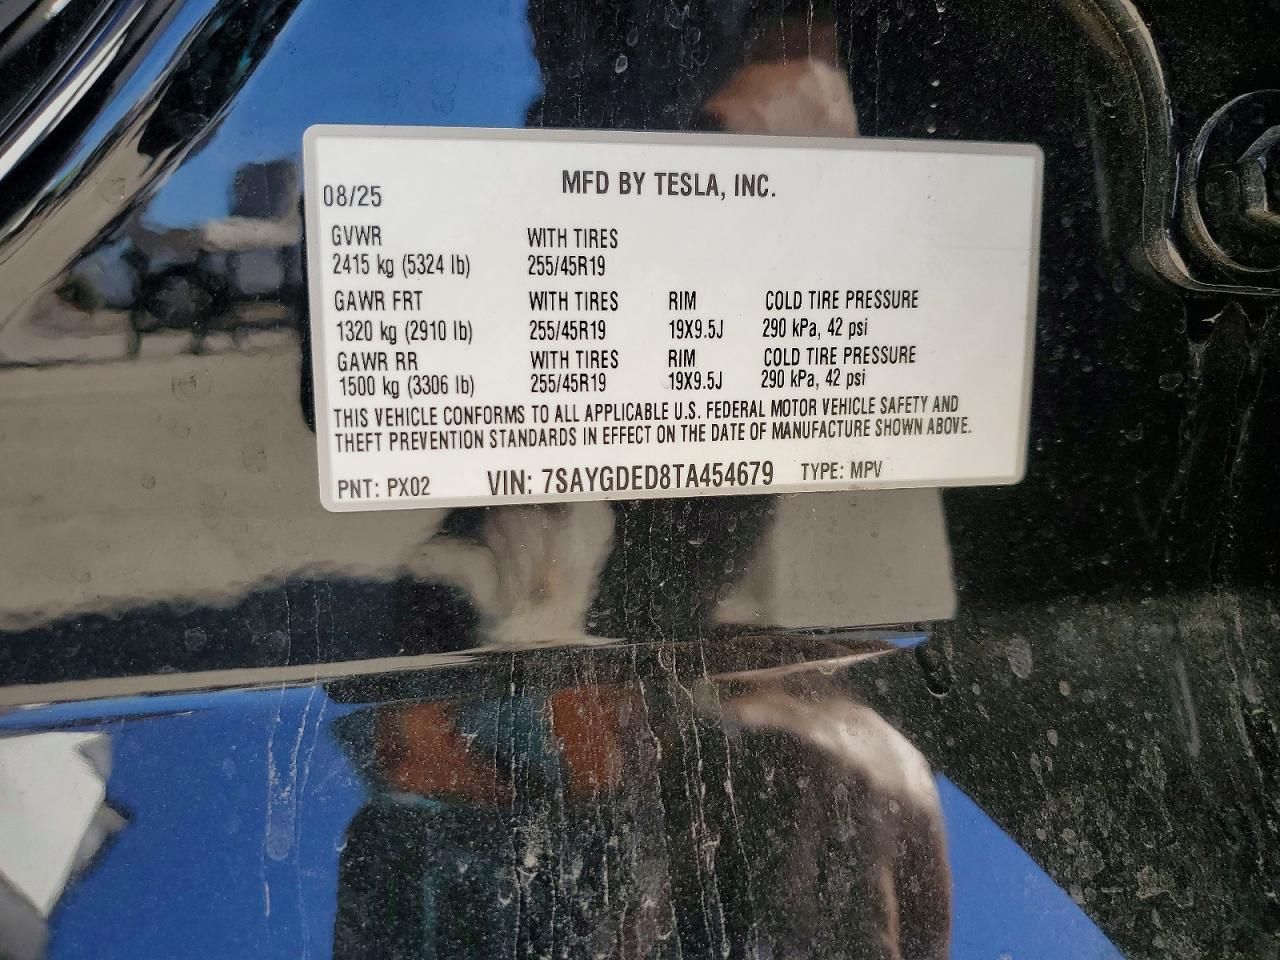 MFD BY TESLA, INC.
08/25
GVWR WITH TIRES
2415 kg (5324 lb) 255/45R19
GAWR FRT WITH TIRES RIM COLD TIRE PRESSURE
1320 kg (2910 lb) 255/45R19 19X9.5J 290 kPa, 42 psi
GAWR RR WITH TIRES RIM COLD TIRE PRESSURE
1500 kg (3306 lb) 255/45R19 19X9.5J 290 kPa, 42 psi
THIS VEHICLE CONFORMS TO ALL APPLICABLE U.S. FEDERAL MOTOR VEHICLE SAFETY AND
THEFT PREVENTION STANDARDS IN EFFECT ON THE DATE OF MANUFACTURE SHOWN ABOVE.
PNT: PX02 VIN: 7SAYGDED8TA454679 TYPE: MPV